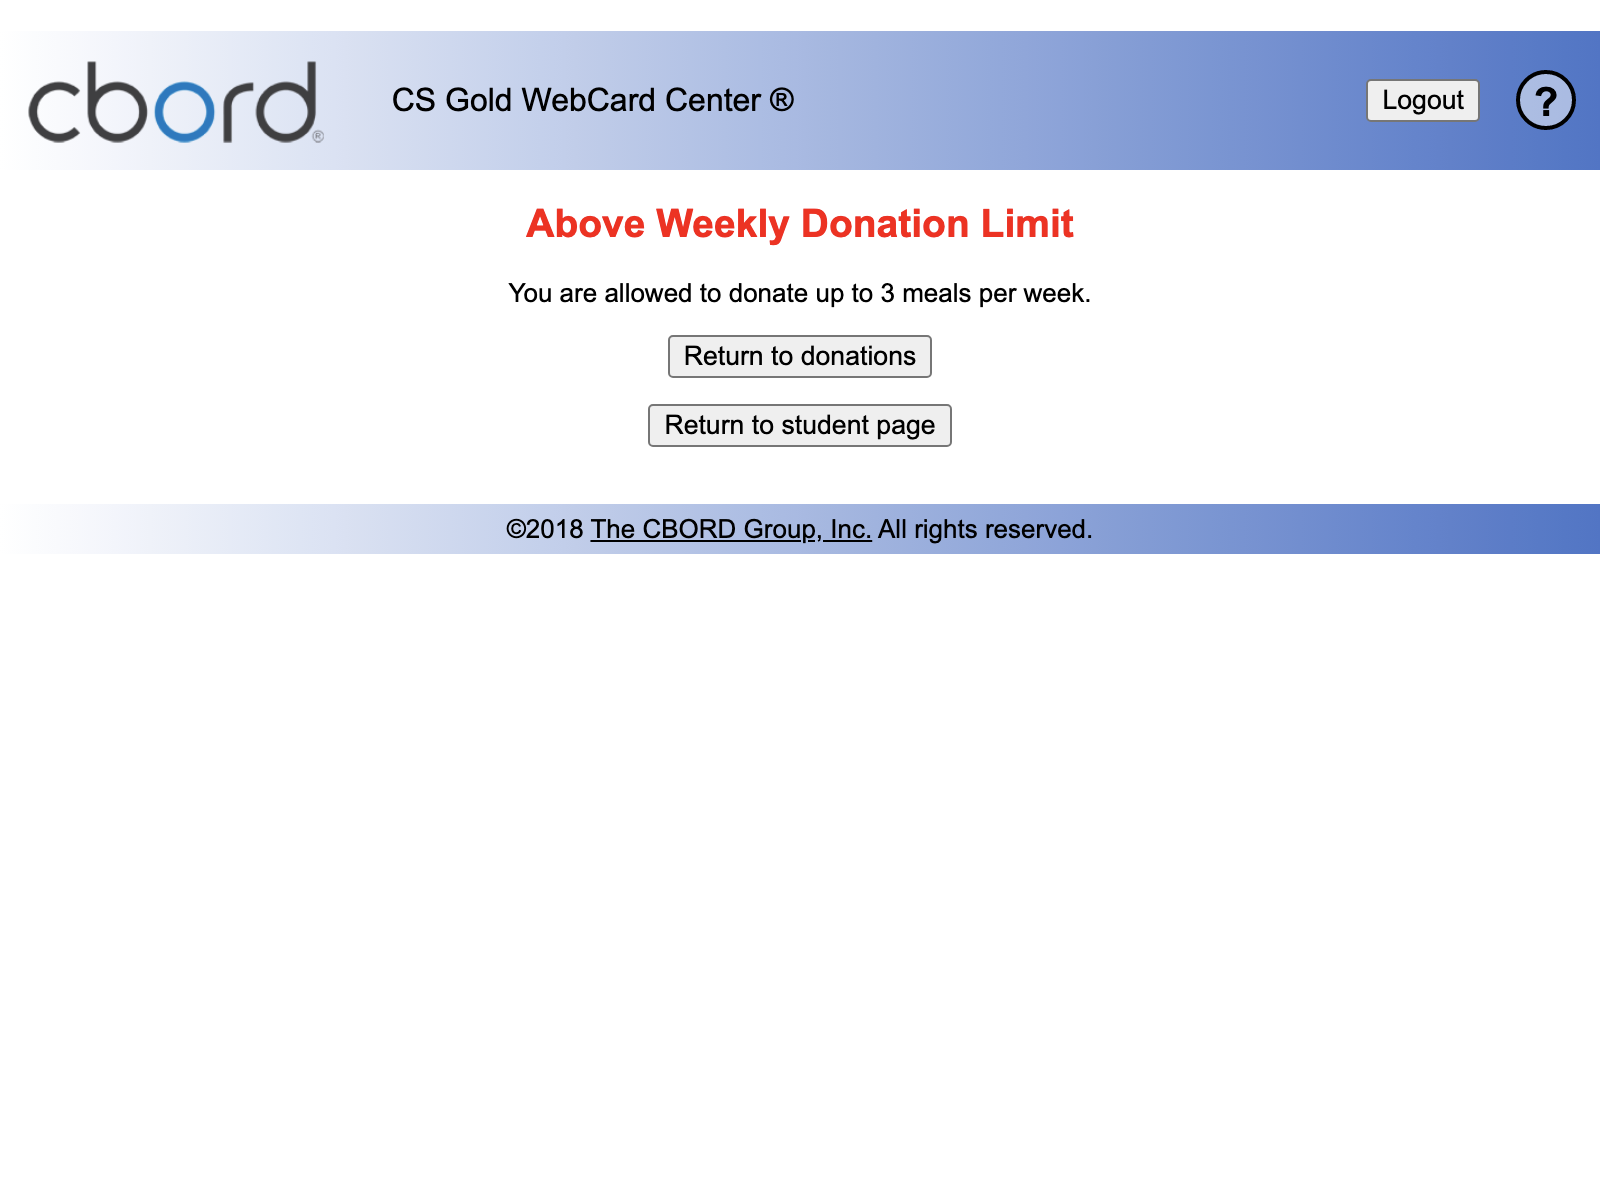 cbord®
CS Gold WebCard Center ®
Logout
?
Above Weekly Donation Limit
You are allowed to donate up to 3 meals per week.
Return to donations
Return to student page
©2018 The CBORD Group, Inc. All rights reserved.